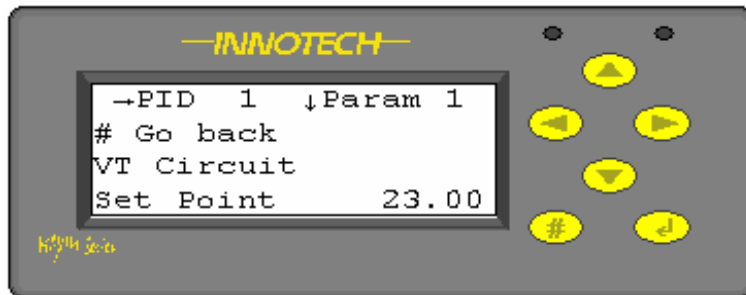 INNOTECH
→PID 1 ↓Param 1
# Go back
VT Circuit
Set Point 23.00
#